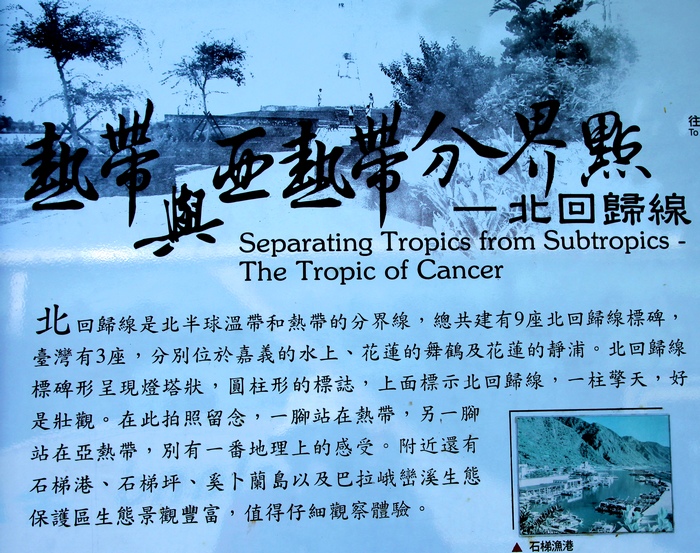 往
To
熱帶與亞熱帶分界點
—北回歸線
Separating Tropics from Subtropics -
The Tropic of Cancer
北回歸線是北半球溫帶和熱帶的分界線，總共建有9座北回歸線標碑，
臺灣有3座，分別位於嘉義的水上、花蓮的舞鶴及花蓮的靜浦。北回歸線
標碑形呈現燈塔狀，圓柱形的標誌，上面標示北回歸線，一柱擎天，好
是壯觀。在此拍照留念，一腳站在熱帶，另一腳
站在亞熱帶，別有一番地理上的感受。附近還有
石梯港、石梯坪、奚卜蘭島以及巴拉峨巒溪生態
保護區生態景觀豐富，值得仔細觀察體驗。
▲ 石梯漁港